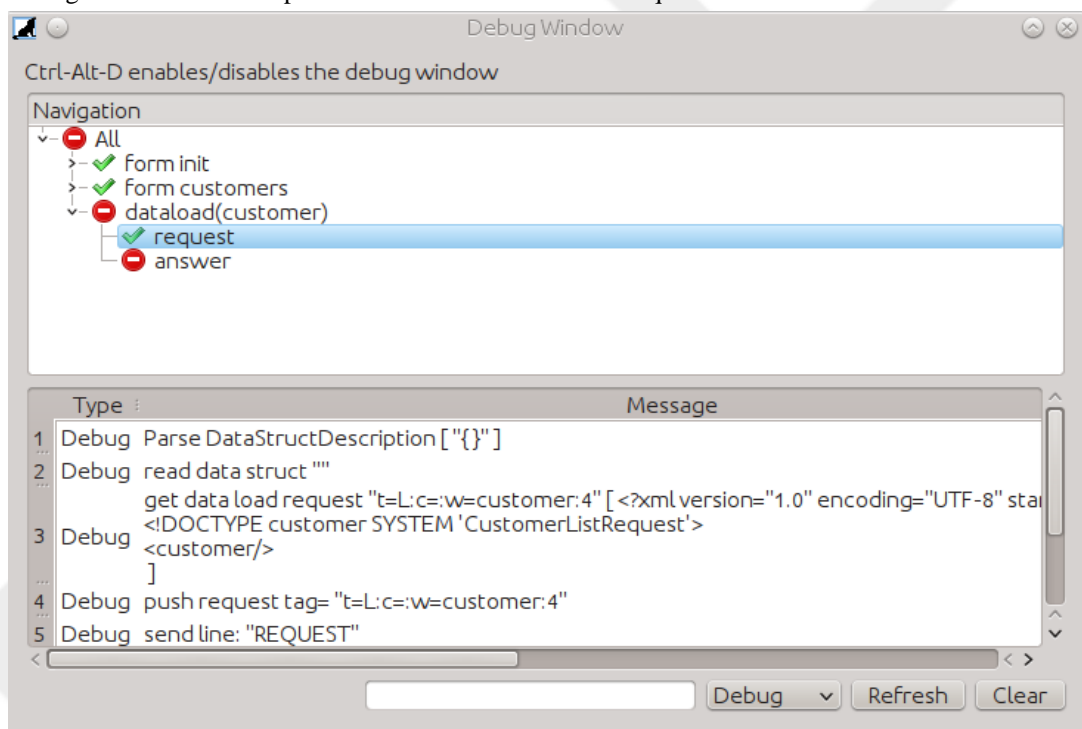 Debug Window
Ctrl-Alt-D enables/disables the debug window
Navigation
All
form init
form customers
dataload(customer)
request
answer
Type Message
1 Debug Parse DataStructDescription ["{}"]
2 Debug read data struct ""
get data load request "t=L:c=:w=customer:4" [<?xml version="1.0" encoding="UTF-8"
<!DOCTYPE customer SYSTEM 'CustomerListRequest'>
3 Debug <customer/>
]
4 Debug push request tag= "t=L:c=:w=customer:4"
5 Debug send line: "REQUEST"
Debug Refresh Clear